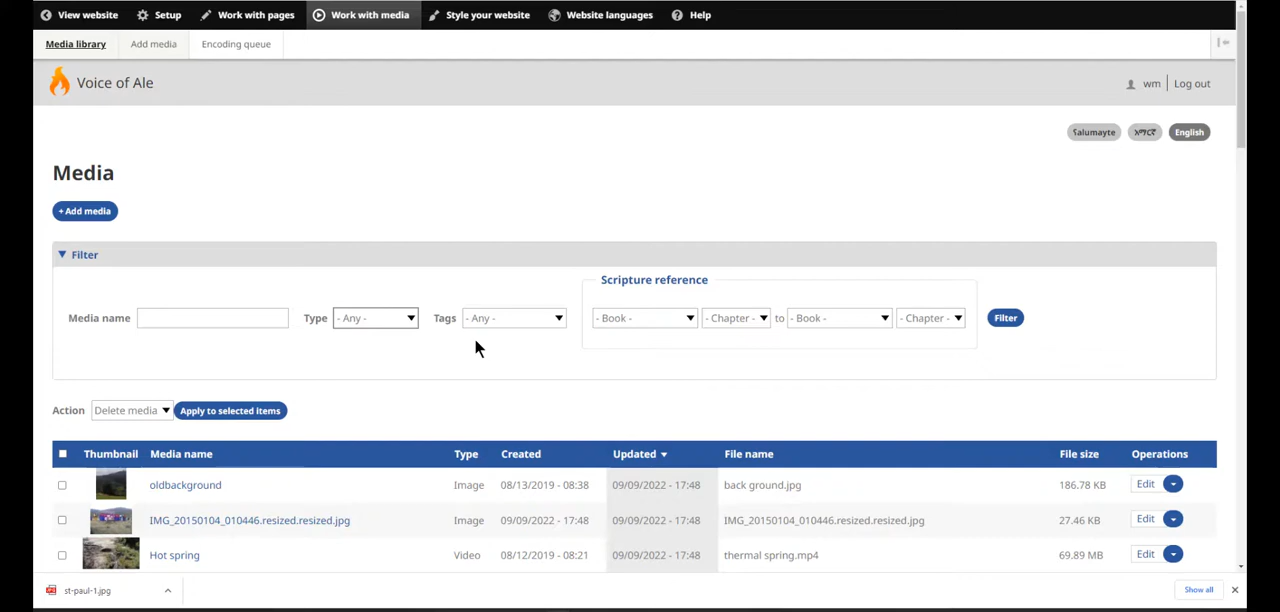 View website Setup Work with pages Work with media Style your website Website languages Help
Media library Add media Encoding queue
Voice of Ale wm Log out
ʕalumayte አማርኛ English
Media
+ Add media
Filter
Scripture reference
Media name Type - Any - Tags - Any - - Book - - Chapter - to - Book - - Chapter - Filter
Action Delete media Apply to selected items
Thumbnail Media name Type Created Updated File name File size Operations
oldbackground Image 08/13/2019 - 08:38 09/09/2022 - 17:48 back ground.jpg 186.78 KB Edit
IMG_20150104_010446.resized.resized.jpg Image 09/09/2022 - 17:48 09/09/2022 - 17:48 IMG_20150104_010446.resized.resized.jpg 27.46 KB Edit
Hot spring Video 08/12/2019 - 08:21 09/09/2022 - 17:48 thermal spring.mp4 69.89 MB Edit
st-paul-1.jpg Show all